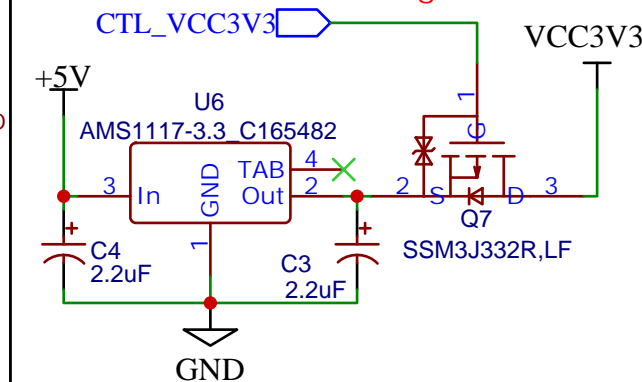 CTL_VCC3V3
VCC3V3
+5V
U6
AMS1117-3.3_C165482
1
G
3
In
GND
TAB
4
Out
2
2
S
D
3
1
Q7
SSM3J332R,LF
+
C4
2.2uF
+
C3
2.2uF
GND